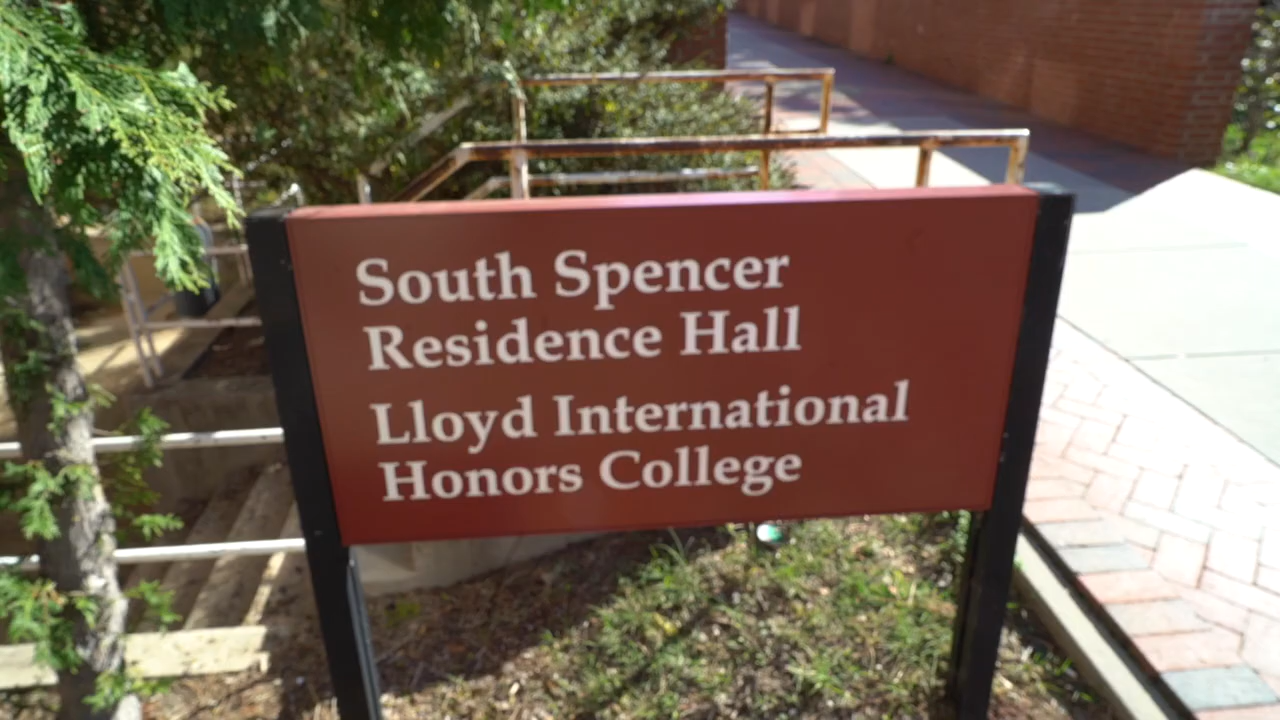 South Spencer
Residence Hall
Lloyd International
Honors College